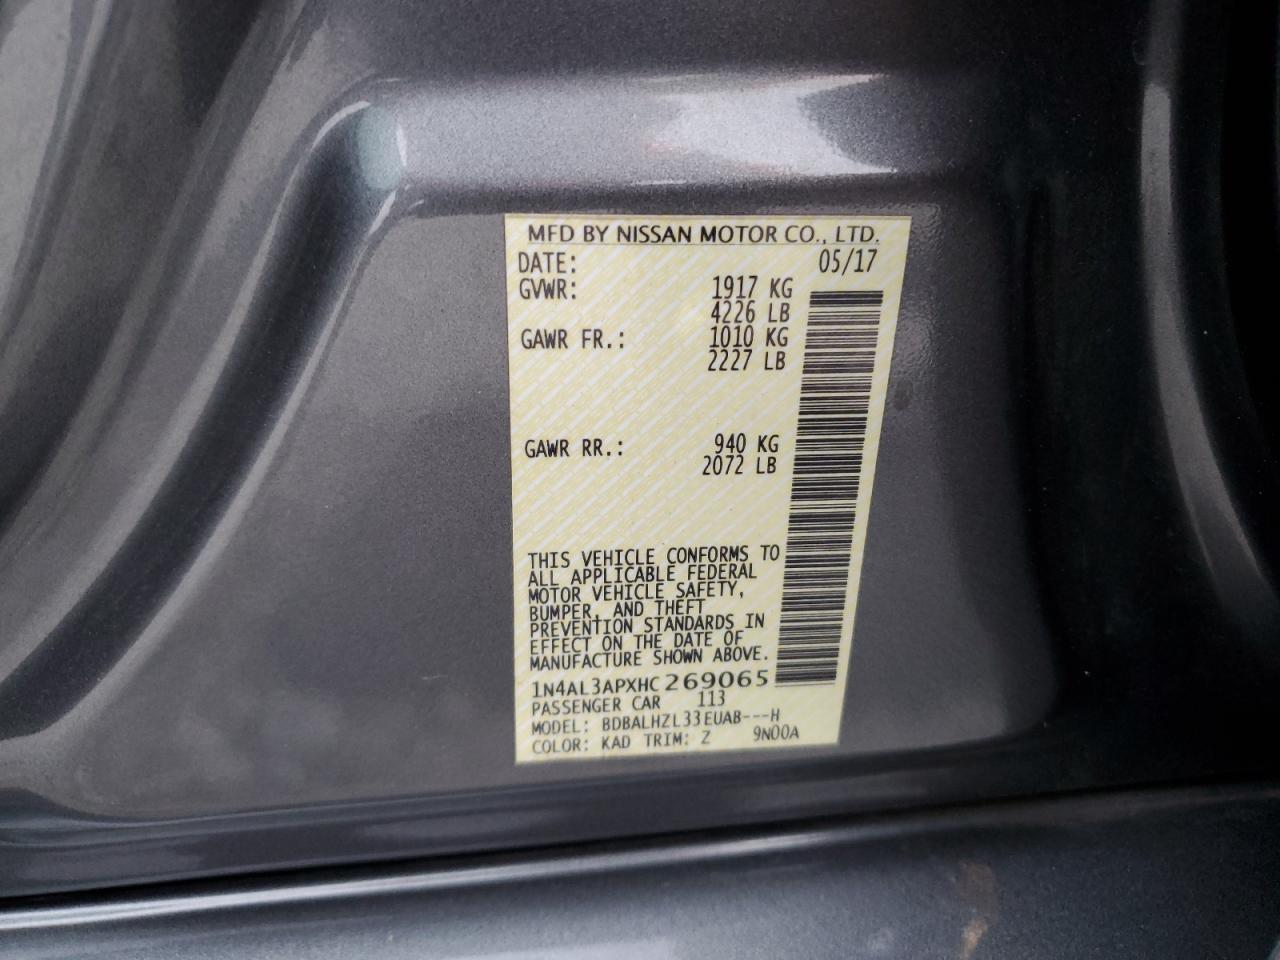 MFD BY NISSAN MOTOR CO., LTD.
DATE: 05/17
GVWR: 1917 KG
4226 LB
GAWR FR.: 1010 KG
2227 LB
GAWR RR.: 940 KG
2072 LB
THIS VEHICLE CONFORMS TO
ALL APPLICABLE FEDERAL
MOTOR VEHICLE SAFETY,
BUMPER, AND THEFT
PREVENTION STANDARDS IN
EFFECT ON THE DATE OF
MANUFACTURE SHOWN ABOVE.
1N4AL3APXHC269065
PASSENGER CAR 113
MODEL: BDBALHZL33EUAB---H
COLOR: KAD TRIM: Z 9N00A